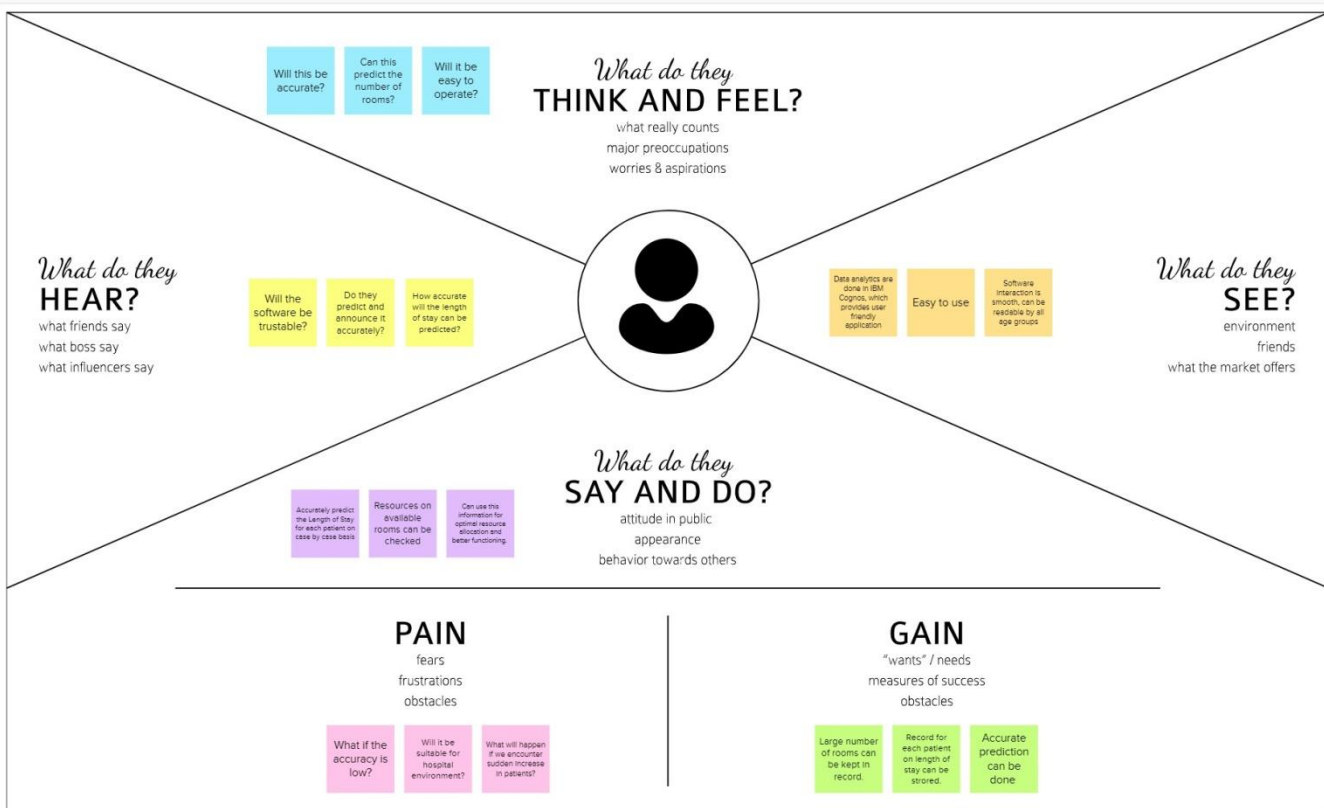 Will this be
accurate?
Can this
predict the
number of
rooms?
Will it be
easy to
operate?
What do they
THINK AND FEEL?
what really counts
major preoccupations
worries & aspirations
What do they
HEAR?
what friends say
what boss say
what influencers say
Will the
software be
trustable?
Do they
predict and
announce it
accurately?
How accurate
will the length
of stay can be
predicted?
Data analytics are
done in IBM
Cognos, which
provides user
friendly
application
Easy to use
Software
interaction is
smooth, can be
readable by all
age groups
What do they
SEE?
environment
friends
what the market offers
What do they
SAY AND DO?
attitude in public
appearance
behavior towards others
Accurately predict
the Length of Stay
for each patient on
case by case basis
Resources on
available
rooms can be
checked
Can use this
information for
optimal resource
allocation and
better functioning.
PAIN
fears
frustrations
obstacles
What if the
accuracy is
low?
Will it be
suitable for
hospital
environment?
What will happen
if we encounter
sudden increase
in patients?
GAIN
"wants" / needs
measures of success
obstacles
Large number
of rooms can
be kept in
record.
Record for
each patient
on length of
stay can be
strored.
Accurate
prediction
can be
done